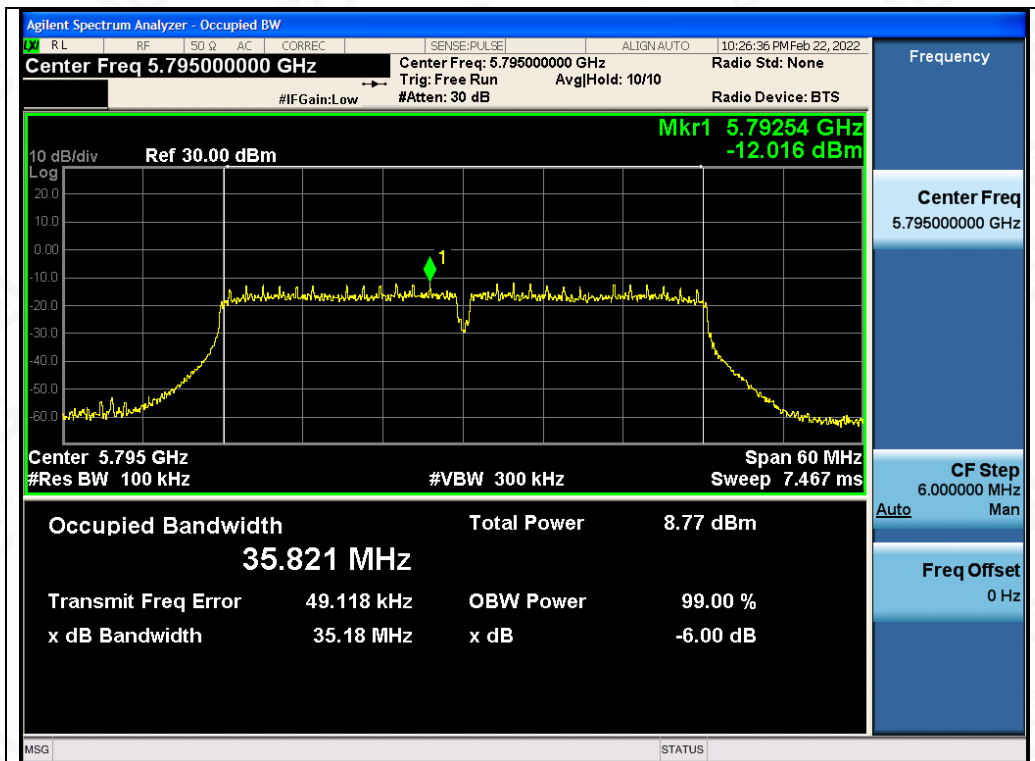 Agilent Spectrum Analyzer - Occupied BW
LXI RL RF 50 Ω AC CORREC SENSE:PULSE ALIGN AUTO 10:26:36 PM Feb 22, 2022
Center Freq 5.795000000 GHz Center Freq: 5.795000000 GHz Radio Std: None
Trig: Free Run Avg|Hold: 10/10
#IFGain:Low #Atten: 30 dB Radio Device: BTS
Mkr1 5.79254 GHz
-12.016 dBm
10 dB/div Ref 30.00 dBm
Log
20.0
10.0
0.00
1
-10.0
-20.0
-30.0
-40.0
-50.0
-60.0
Center 5.795 GHz Span 60 MHz
#Res BW 100 kHz #VBW 300 kHz Sweep 7.467 ms
Occupied Bandwidth Total Power 8.77 dBm
35.821 MHz
Transmit Freq Error 49.118 kHz OBW Power 99.00 %
x dB Bandwidth 35.18 MHz x dB -6.00 dB
MSG STATUS
Frequency
Center Freq
5.795000000 GHz
CF Step
6.000000 MHz
Auto Man
Freq Offset
0 Hz